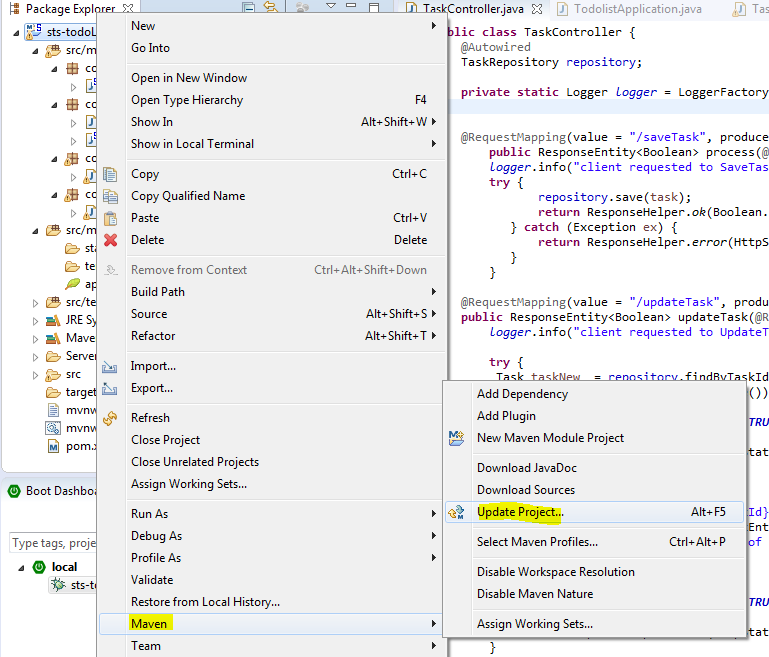 Package Explorer
sts-todoL
src/m
co
co
co
co
src/m
sta
te
ap
src/te
JRE Sy
Maven
Server
src
target
mvnw
mvnw
pom.x
Boot Dashboa
Type tags, projec
local
sts-to
New
Go Into
Open in New Window
Open Type Hierarchy F4
Show In Alt+Shift+W
Show in Local Terminal
Copy Ctrl+C
Copy Qualified Name
Paste Ctrl+V
Delete Delete
Remove from Context Ctrl+Alt+Shift+Down
Build Path
Source Alt+Shift+S
Refactor Alt+Shift+T
Import...
Export...
Refresh
Close Project
Close Unrelated Projects
Assign Working Sets...
Run As
Debug As
Profile As
Validate
Restore from Local History...
Maven
Team
Add Dependency
Add Plugin
New Maven Module Project
Download JavaDoc
Download Sources
Update Project... Alt+F5
Select Maven Profiles... Ctrl+Alt+P
Disable Workspace Resolution
Disable Maven Nature
Assign Working Sets...
TaskController.java TodolistApplication.java Tas
blic class TaskController {
@Autowired
TaskRepository repository;
private static Logger logger = LoggerFactory
@RequestMapping(value = "/saveTask", produce
public ResponseEntity<Boolean> process(@
logger.info("client requested to SaveTas
try {
repository.save(task);
return ResponseHelper.ok(Boolean.
} catch (Exception ex) {
return ResponseHelper.error(HttpS
}
}
@RequestMapping(value = "/updateTask", produ
public ResponseEntity<Boolean> updateTask(@R
logger.info("client requested to UpdateT
try {
Task taskNew = repository.findByTaskId
())
TRU
tat
Id}
Ent
of
TRU
tat
}